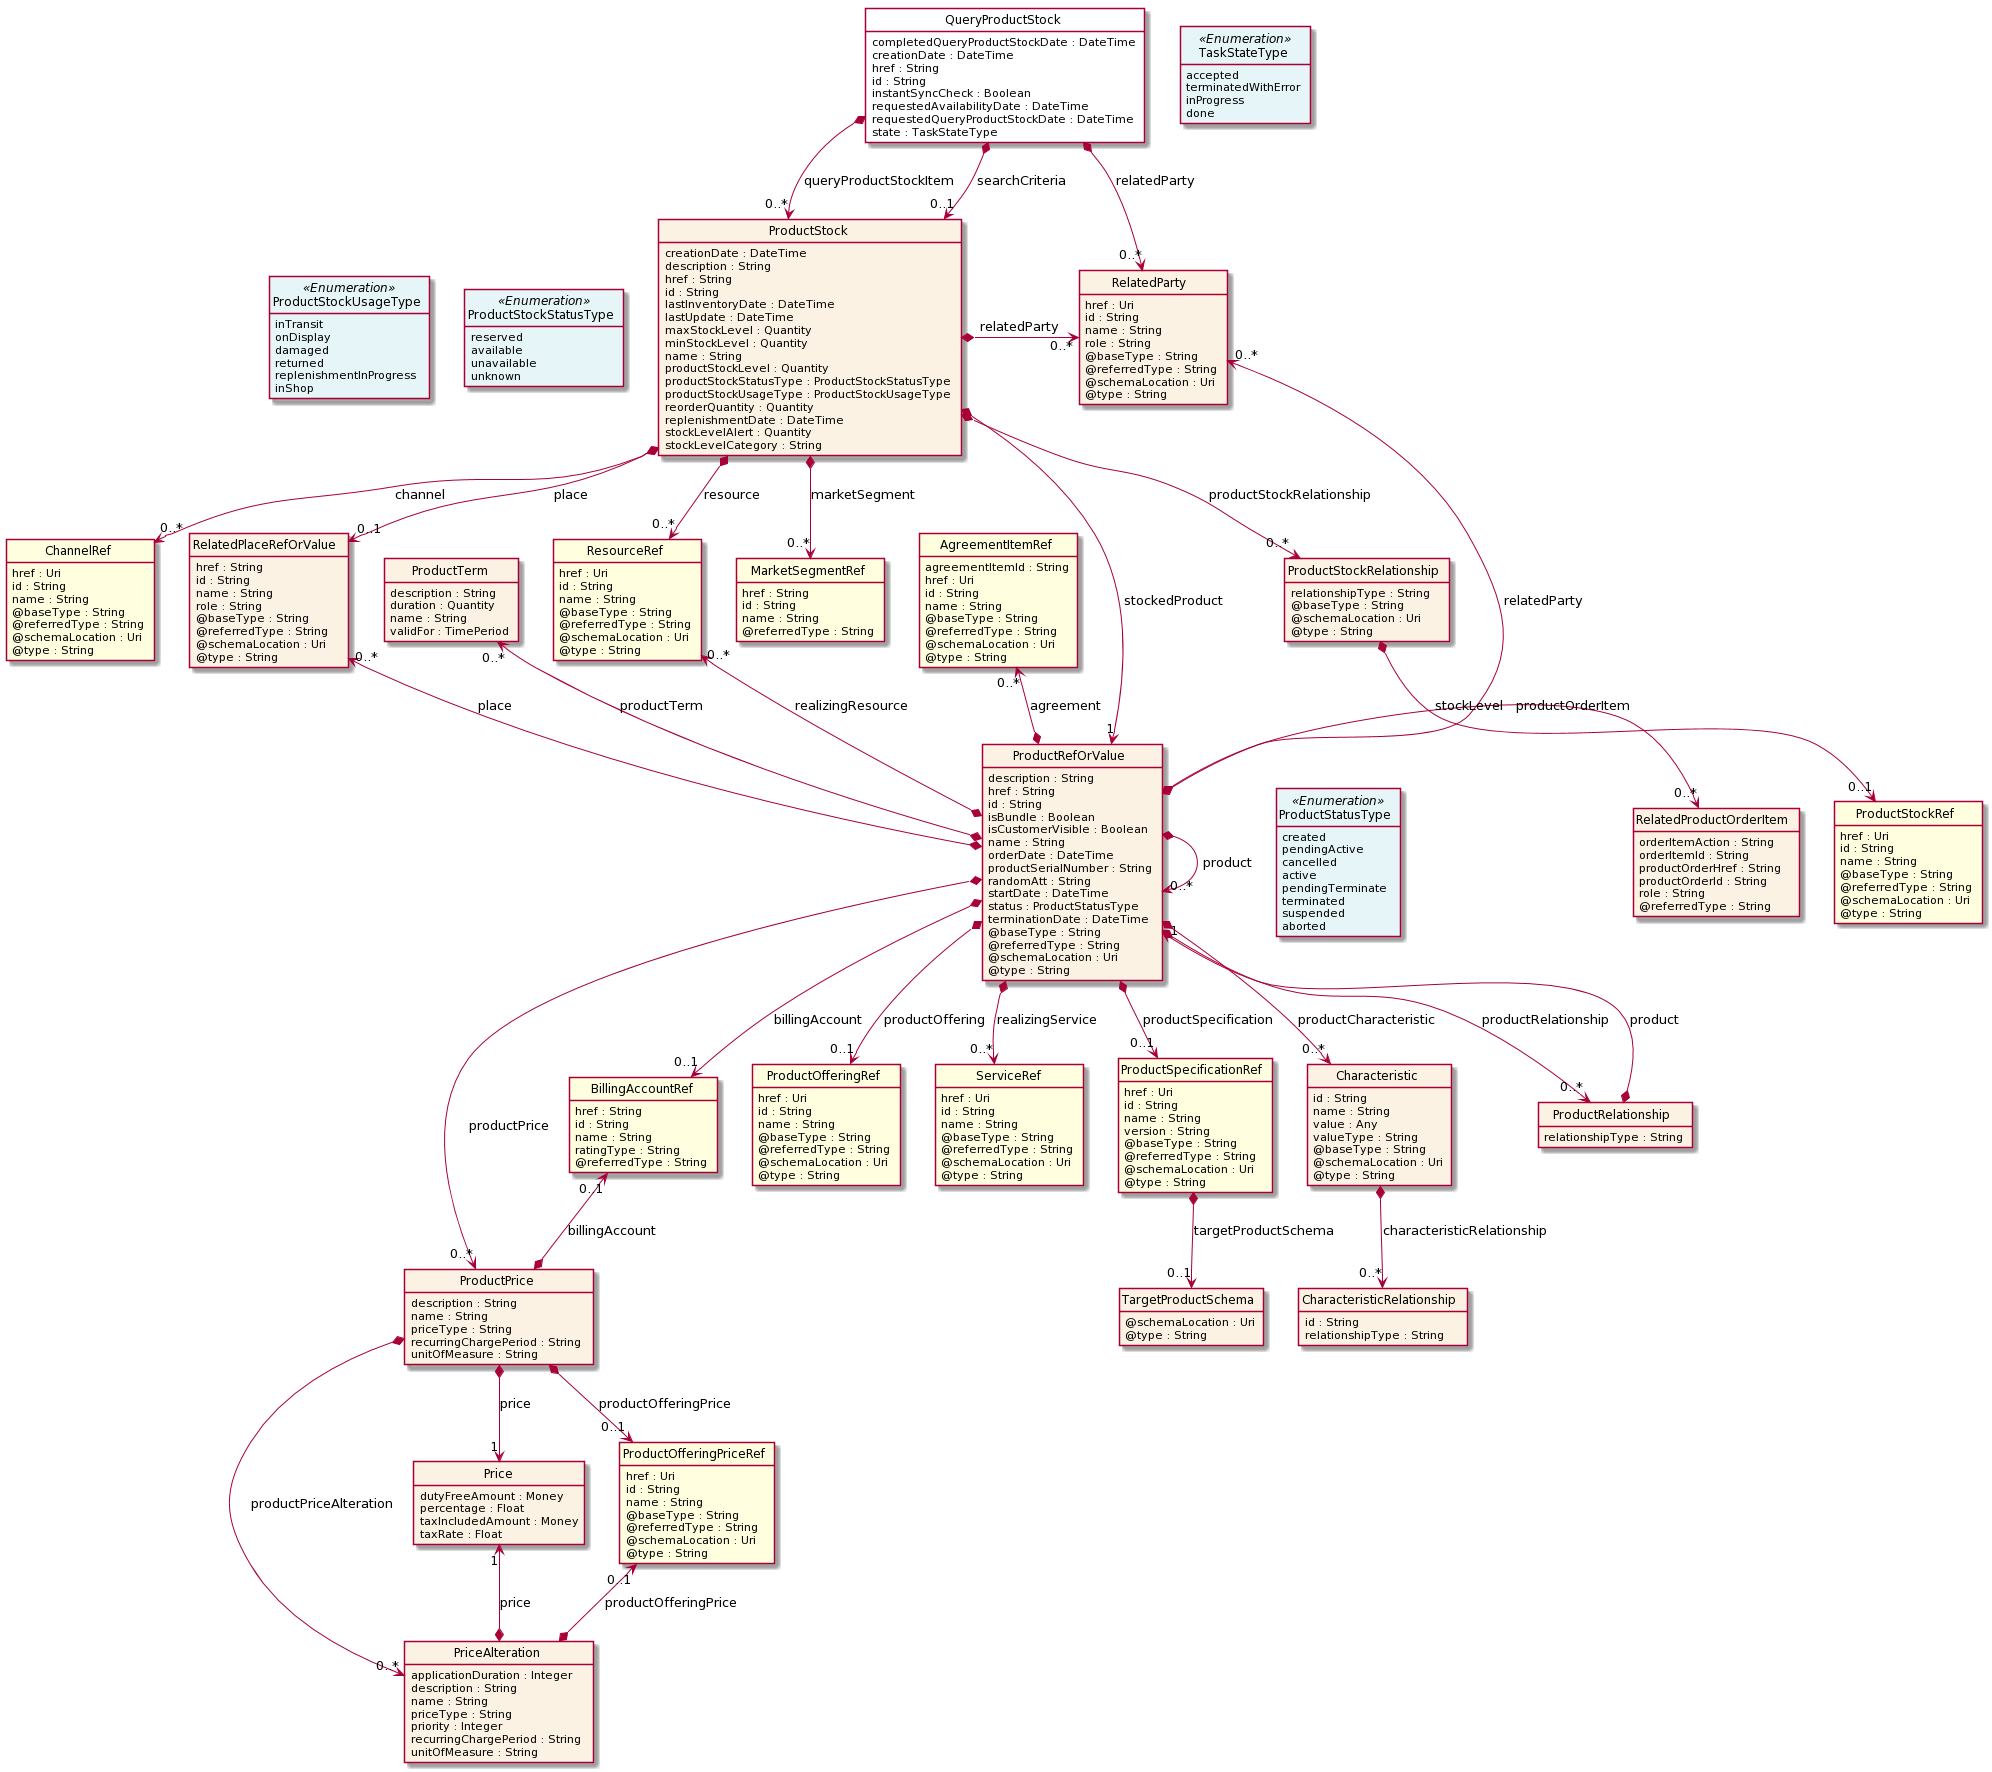 QueryProductStock
completedQueryProductStockDate : DateTime
creationDate : DateTime
href : String
id : String
instantSyncCheck : Boolean
requestedAvailabilityDate : DateTime
requestedQueryProductStockDate : DateTime
state : TaskStateType
«Enumeration»
TaskStateType
accepted
terminatedWithError
inProgress
done
queryProductStockItem
searchCriteria
relatedParty
0..*
0..1
0..*
ProductStock
creationDate : DateTime
description : String
href : String
id : String
lastInventoryDate : DateTime
lastUpdate : DateTime
maxStockLevel : Quantity
minStockLevel : Quantity
name : String
productStockLevel : Quantity
productStockStatusType : ProductStockStatusType
productStockUsageType : ProductStockUsageType
reorderQuantity : Quantity
replenishmentDate : DateTime
stockLevelAlert : Quantity
stockLevelCategory : String
«Enumeration»
ProductStockUsageType
inTransit
onDisplay
damaged
returned
replenishmentInProgress
inShop
«Enumeration»
ProductStockStatusType
reserved
available
unavailable
unknown
relatedParty
0..*
RelatedParty
href : Uri
id : String
name : String
role : String
@baseType : String
@referredType : String
@schemaLocation : Uri
@type : String
0..*
channel
place
resource
marketSegment
productStockRelationship
0..*
0..1
0..*
0..*
0..*
ChannelRef
href : Uri
id : String
name : String
@baseType : String
@referredType : String
@schemaLocation : Uri
@type : String
RelatedPlaceRefOrValue
href : String
id : String
name : String
role : String
@baseType : String
@referredType : String
@schemaLocation : Uri
@type : String
ProductTerm
description : String
duration : Quantity
name : String
validFor : TimePeriod
ResourceRef
href : Uri
id : String
name : String
@baseType : String
@referredType : String
@schemaLocation : Uri
@type : String
MarketSegmentRef
href : String
id : String
name : String
@referredType : String
AgreementItemRef
agreementItemId : String
href : Uri
id : String
name : String
@baseType : String
@referredType : String
@schemaLocation : Uri
@type : String
stockedProduct
ProductStockRelationship
relationshipType : String
@baseType : String
@schemaLocation : Uri
@type : String
relatedParty
0..*
0..*
0..*
0..*
place
productTerm
realizingResource
agreement
stockLevel
productOrderItem
1
0..*
0..1
ProductRefOrValue
description : String
href : String
id : String
isBundle : Boolean
isCustomerVisible : Boolean
name : String
orderDate : DateTime
productSerialNumber : String
randomAtt : String
startDate : DateTime
status : ProductStatusType
terminationDate : DateTime
@baseType : String
@referredType : String
@schemaLocation : Uri
@type : String
product
0..*
1
«Enumeration»
ProductStatusType
created
pendingActive
cancelled
active
pendingTerminate
terminated
suspended
aborted
RelatedProductOrderItem
orderItemAction : String
orderItemId : String
productOrderHref : String
productOrderId : String
role : String
@referredType : String
ProductStockRef
href : Uri
id : String
name : String
@baseType : String
@referredType : String
@schemaLocation : Uri
@type : String
billingAccount
productOffering
realizingService
productSpecification
productCharacteristic
productRelationship
product
0..1
0..1
0..*
0..1
0..*
0..*
productPrice
BillingAccountRef
href : String
id : String
name : String
ratingType : String
@referredType : String
ProductOfferingRef
href : Uri
id : String
name : String
@baseType : String
@referredType : String
@schemaLocation : Uri
@type : String
ServiceRef
href : Uri
id : String
name : String
@baseType : String
@referredType : String
@schemaLocation : Uri
@type : String
ProductSpecificationRef
href : Uri
id : String
name : String
version : String
@baseType : String
@referredType : String
@schemaLocation : Uri
@type : String
Characteristic
id : String
name : String
value : Any
valueType : String
@baseType : String
@schemaLocation : Uri
@type : String
ProductRelationship
relationshipType : String
0..1
billingAccount
targetProductSchema
characteristicRelationship
0..*
0..1
0..*
ProductPrice
description : String
name : String
priceType : String
recurringChargePeriod : String
unitOfMeasure : String
TargetProductSchema
@schemaLocation : Uri
@type : String
CharacteristicRelationship
id : String
relationshipType : String
price
productOfferingPrice
1
0..1
productPriceAlteration
Price
dutyFreeAmount : Money
percentage : Float
taxIncludedAmount : Money
taxRate : Float
ProductOfferingPriceRef
href : Uri
id : String
name : String
@baseType : String
@referredType : String
@schemaLocation : Uri
@type : String
1
0..1
price
productOfferingPrice
0..*
PriceAlteration
applicationDuration : Integer
description : String
name : String
priceType : String
priority : Integer
recurringChargePeriod : String
unitOfMeasure : String